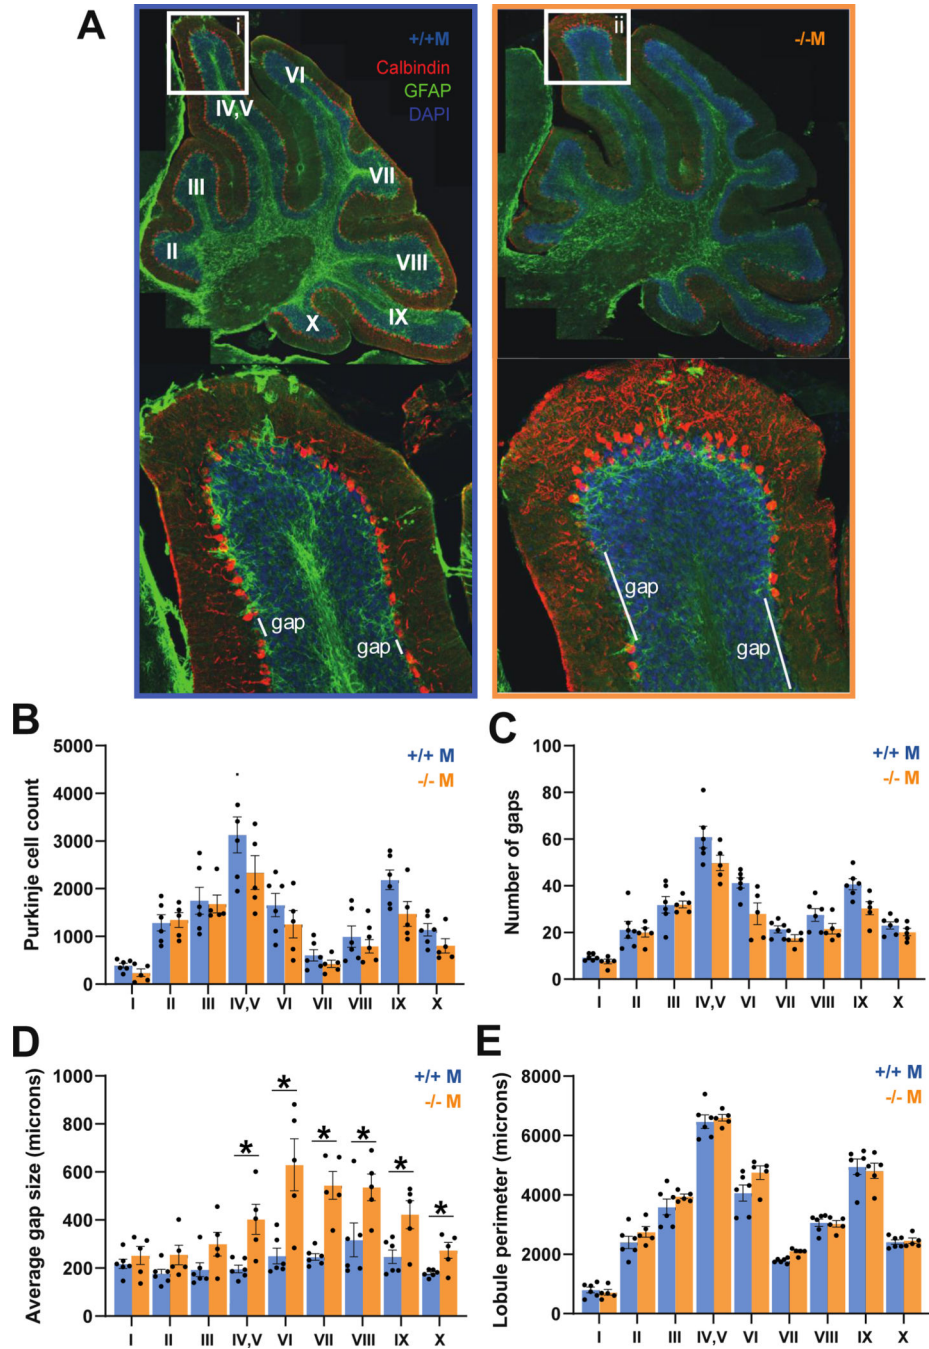 A
i
+/+M
Calbindin
GFAP
DAPI
VI
IV,V
VII
III
II
VIII
X
IX
ii
-/-M
gap
gap
gap
gap
B
5000
4000
3000
2000
1000
0
Purkinje cell count
+/+ M
-/- M
I II III IV,V VI VII VIII IX X
C
100
80
60
40
20
0
Number of gaps
+/+ M
-/- M
I II III IV,V VI VII VIII IX X
D
1000
800
600
400
200
0
Average gap size (microns)
+/+ M
-/- M
* * * * * *
I II III IV,V VI VII VIII IX X
E
8000
6000
4000
2000
0
Lobule perimeter (microns)
+/+ M
-/- M
I II III IV,V VI VII VIII IX X